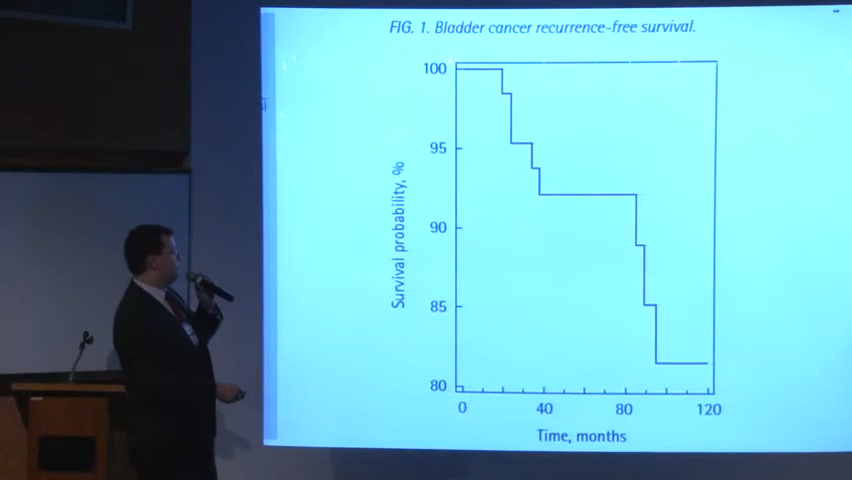 FIG. 1. Bladder cancer recurrence-free survival.
100
95
90
85
80
Survival probability, %
0 40 80 120
Time, months